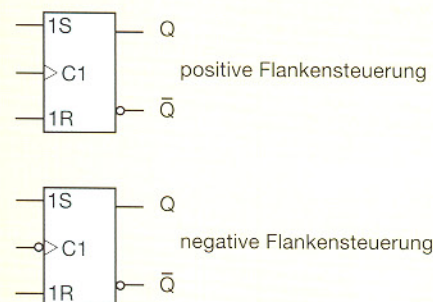 1S Q
C1 positive Flankensteuerung
1R Q̅
1S Q
C1 negative Flankensteuerung
1R Q̅